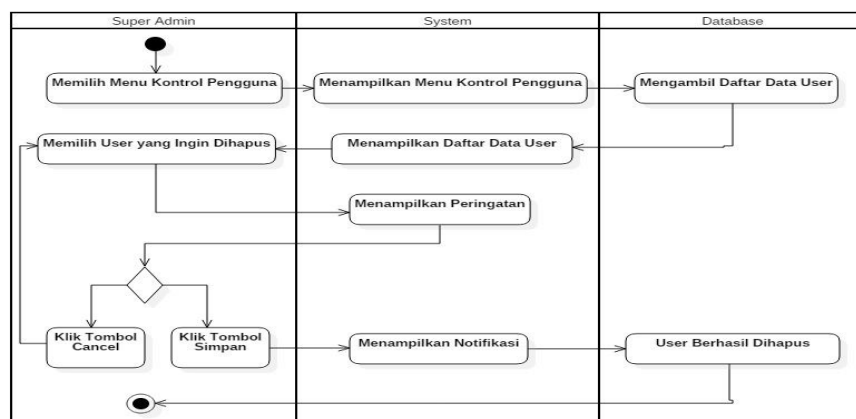 Super Admin
System
Database
Memilih Menu Kontrol Pengguna
Menampilkan Menu Kontrol Pengguna
Mengambil Daftar Data User
Memilih User yang Ingin Dihapus
Menampilkan Daftar Data User
Menampilkan Peringatan
Klik Tombol
Cancel
Klik Tombol
Simpan
Menampilkan Notifikasi
User Berhasil Dihapus